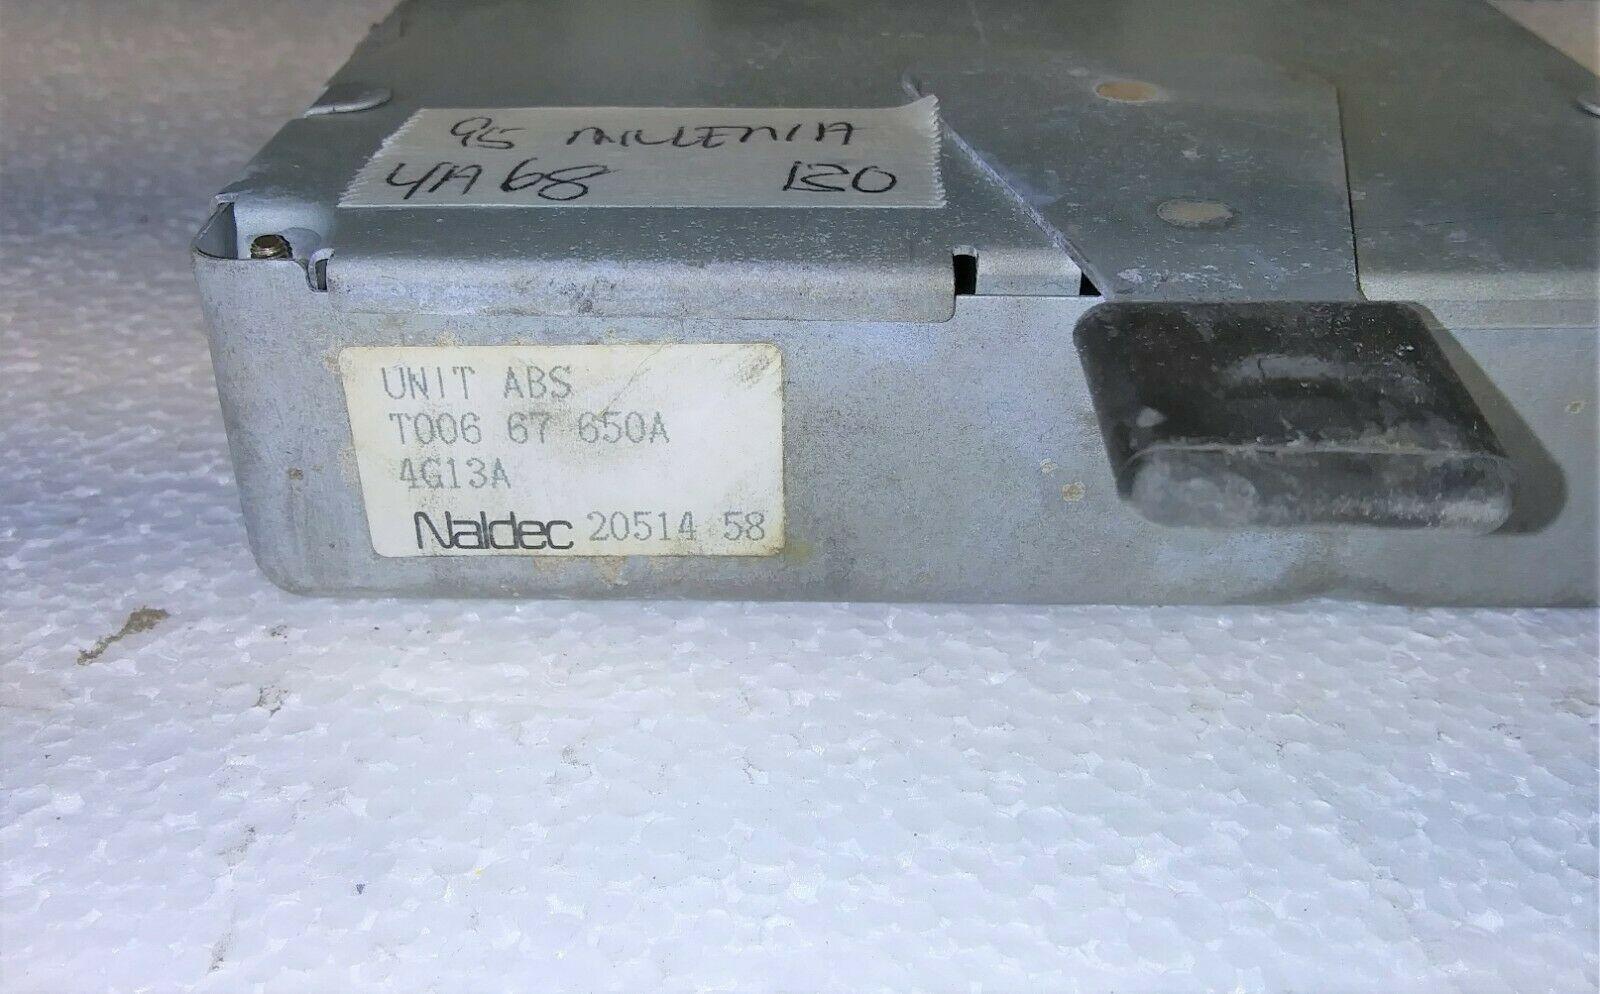 95 MILLENIA
4A68 120
UNIT ABS
T006 67 650A
4G13A
Naldec 20514 58